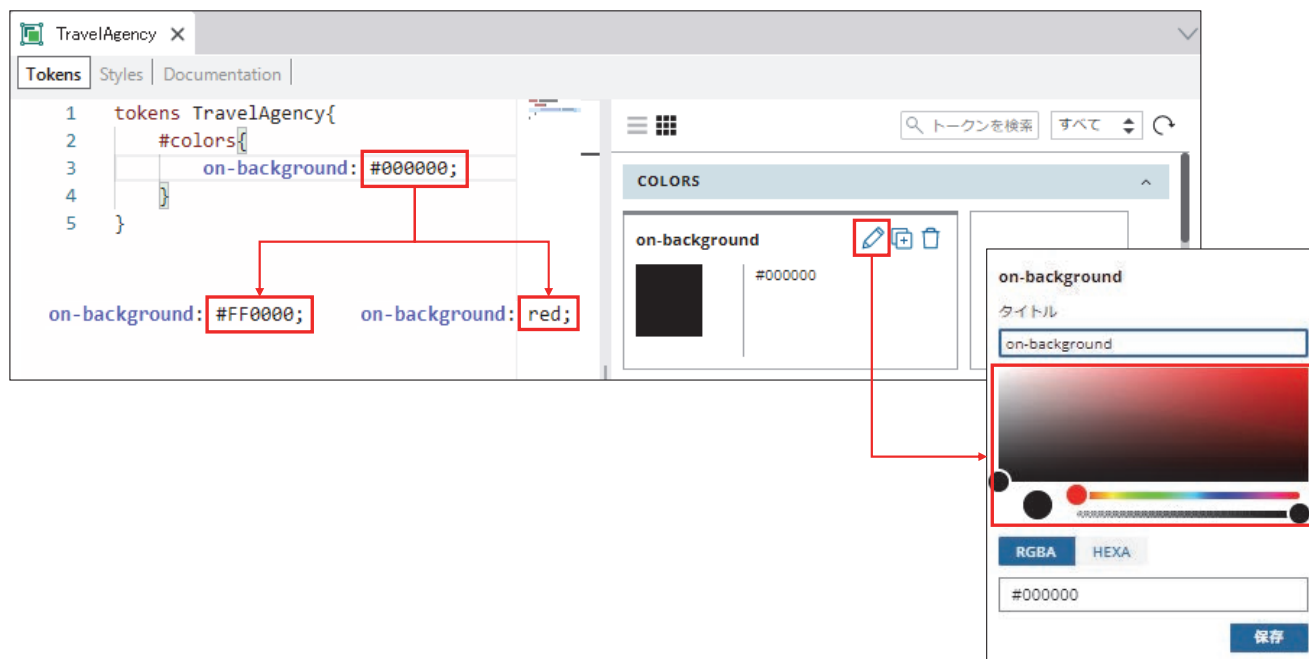 TravelAgency
Tokens Styles Documentation
1 tokens TravelAgency{
2 #colors{
3 on-background: #000000;
4 }
5 }
on-background: #FF0000; on-background: red;
トークンを検索 すべて
COLORS
on-background
#000000
on-background
タイトル
on-background
RGBA HEXA
#000000
保存